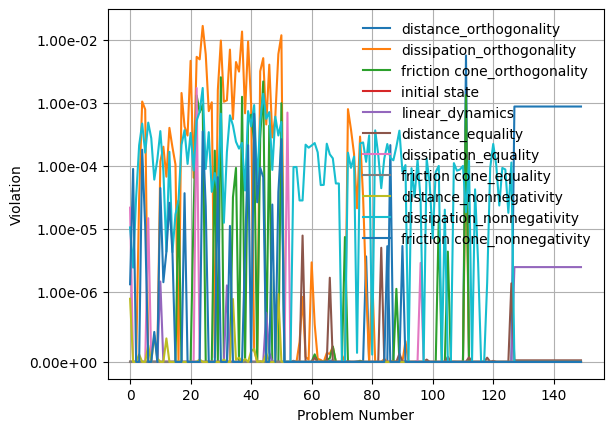 1.00e-02
1.00e-03
1.00e-04
1.00e-05
1.00e-06
0.00e+00
Violation
distance_orthogonality
dissipation_orthogonality
friction cone_orthogonality
initial state
linear_dynamics
distance_equality
dissipation_equality
friction cone_equality
distance_nonnegativity
dissipation_nonnegativity
friction cone_nonnegativity
0 20 40 60 80 100 120 140
Problem Number